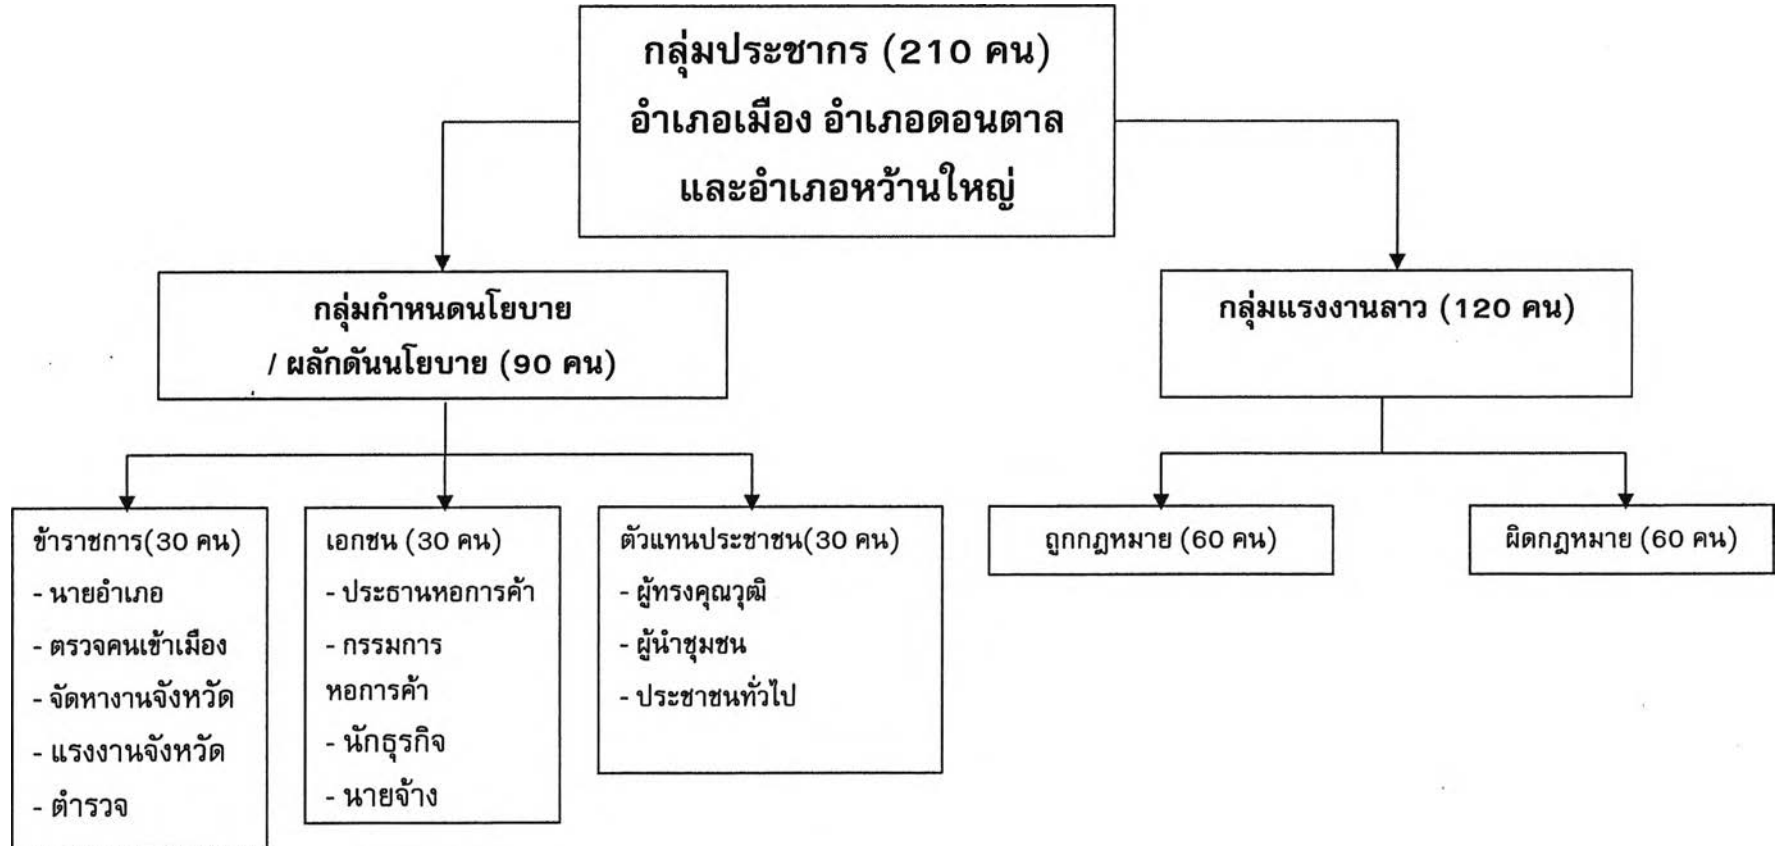 กลุ่มประชากร (210 คน)
อำเภอเมือง อำเภอดอนตาล
และอำเภอหว้านใหญ่
กลุ่มกำหนดนโยบาย
/ ผลักดันนโยบาย (90 คน)
กลุ่มแรงงานลาว (120 คน)
ข้าราชการ(30 คน)
- นายอำเภอ
- ตรวจคนเข้าเมือง
- จัดหางานจังหวัด
- แรงงานจังหวัด
- ตำรวจ
เอกชน (30 คน)
- ประธานหอการค้า
- กรรมการ
หอการค้า
- นักธุรกิจ
- นายจ้าง
ตัวแทนประชาชน(30 คน)
- ผู้ทรงคุณวุฒิ
- ผู้นำชุมชน
- ประชาชนทั่วไป
ถูกกฎหมาย (60 คน)
ผิดกฎหมาย (60 คน)